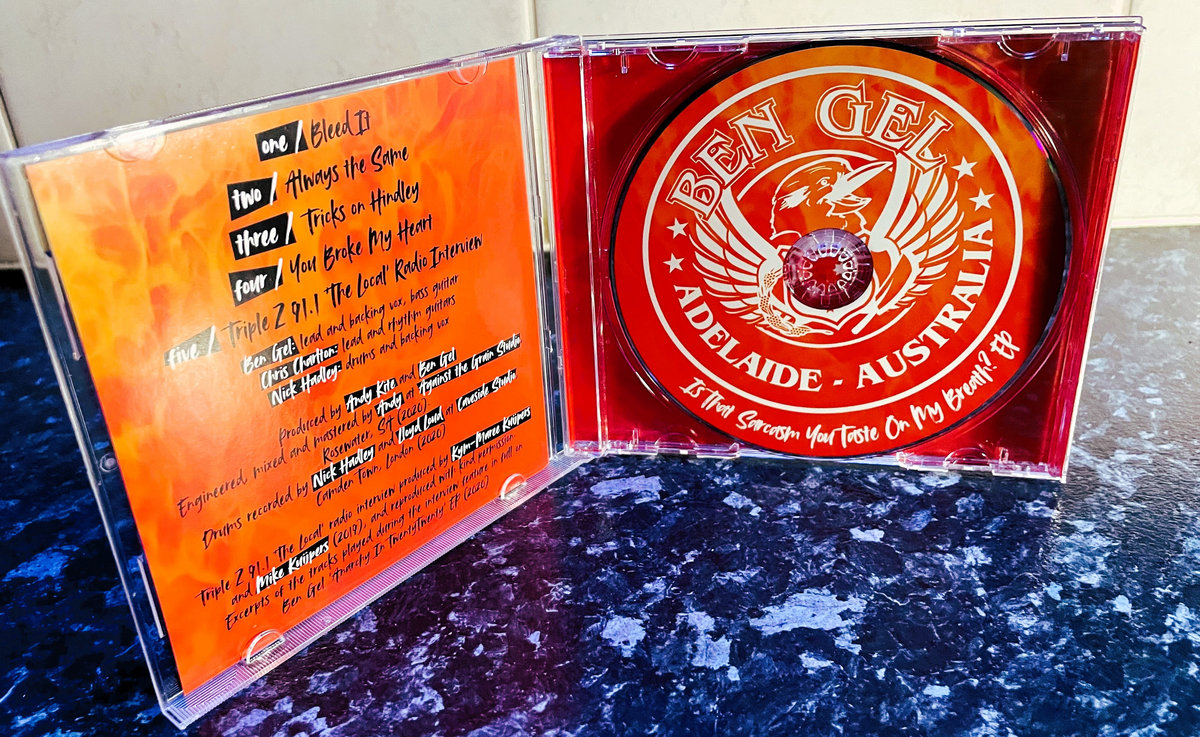 one / Bleed It
two / Always the Same
three / Tricks on Hindley
four / You Broke My Heart
five / Triple Z 91.1 'The Local' Radio Interview
Ben Gel: lead and backing vox, bass guitar
Chris Charlton: lead and rhythm guitars
Nick Hadley: drums and backing vox
Produced by Andy Kite and Ben Gel
Engineered, mixed and mastered by Andy at Against the Grain Studio
Rosewater, SA (2020).
Drums recorded by Nick Hadley and Lloyd Loud at Caveside Studio
Camden Town, London (2020)
Triple Z 91.1 'The Local' radio interview produced by Kym-Maree Kuijpers
and Mike Kuijpers (2019), and reproduced with kind permission.
Excerpts of the tracks played during the interview feature in full on
Ben Gel 'Anarchy In TwentyTwenty' EP (2020)
BEN GEL
ADELAIDE - AUSTRALIA
Is That Sarcasm You Taste On My Breath? EP